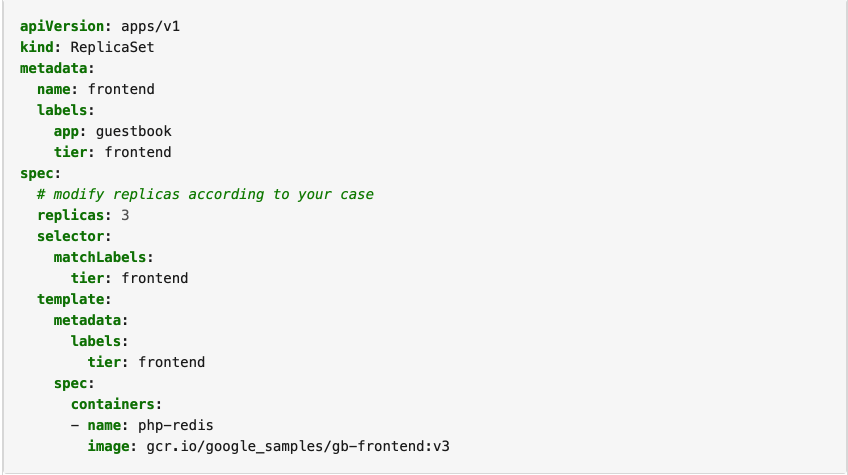 apiVersion: apps/v1
kind: ReplicaSet
metadata:
  name: frontend
  labels:
    app: guestbook
    tier: frontend
spec:
  # modify replicas according to your case
  replicas: 3
  selector:
    matchLabels:
      tier: frontend
  template:
    metadata:
      labels:
        tier: frontend
    spec:
      containers:
      - name: php-redis
        image: gcr.io/google_samples/gb-frontend:v3